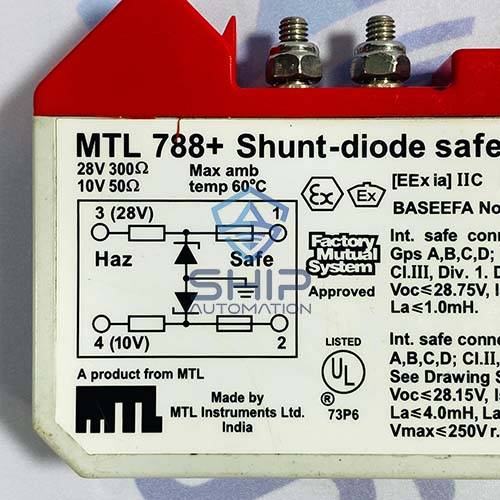 MTL 788+ Shunt-diode safe
28V 300Ω
10V 50Ω
Max amb
temp 60°C
[EEx ia] IIC
Ex
Ex
BASEEFA No
3 (28V)
1
Haz
Safe
4 (10V)
2
Factory
Mutual
System
Approved
Int. safe conne
Gps A,B,C,D;
Cl.III, Div. 1. D
Voc≤28.75V, I
La≤1.0mH.
SHIP
AUTOMATION
LISTED
UL
®
73P6
Int. safe conne
A,B,C,D; Cl.II,
See Drawing S
Voc≤28.15V, Is
La≤4.0mH, La
Vmax≤250V r.
A product from MTL
MTL
Made by
MTL Instruments Ltd.
India